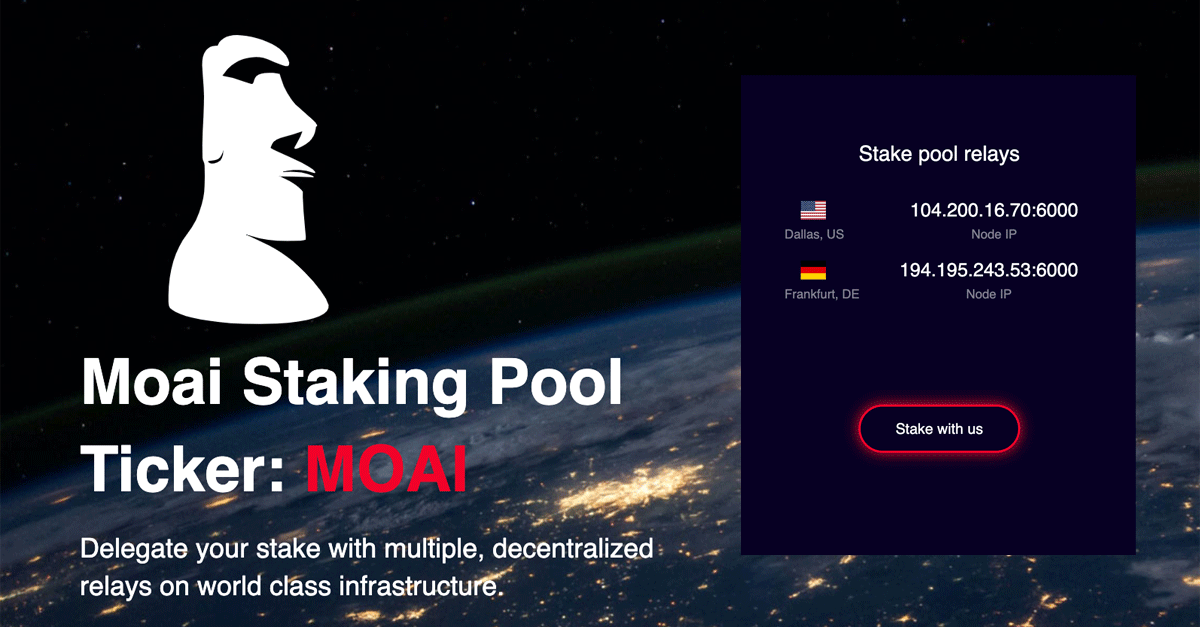 Moai Staking Pool
Ticker: MOAI
Delegate your stake with multiple, decentralized
relays on world class infrastructure.
Stake pool relays
104.200.16.70:6000
Dallas, US
Node IP
194.195.243.53:6000
Frankfurt, DE
Node IP
Stake with us